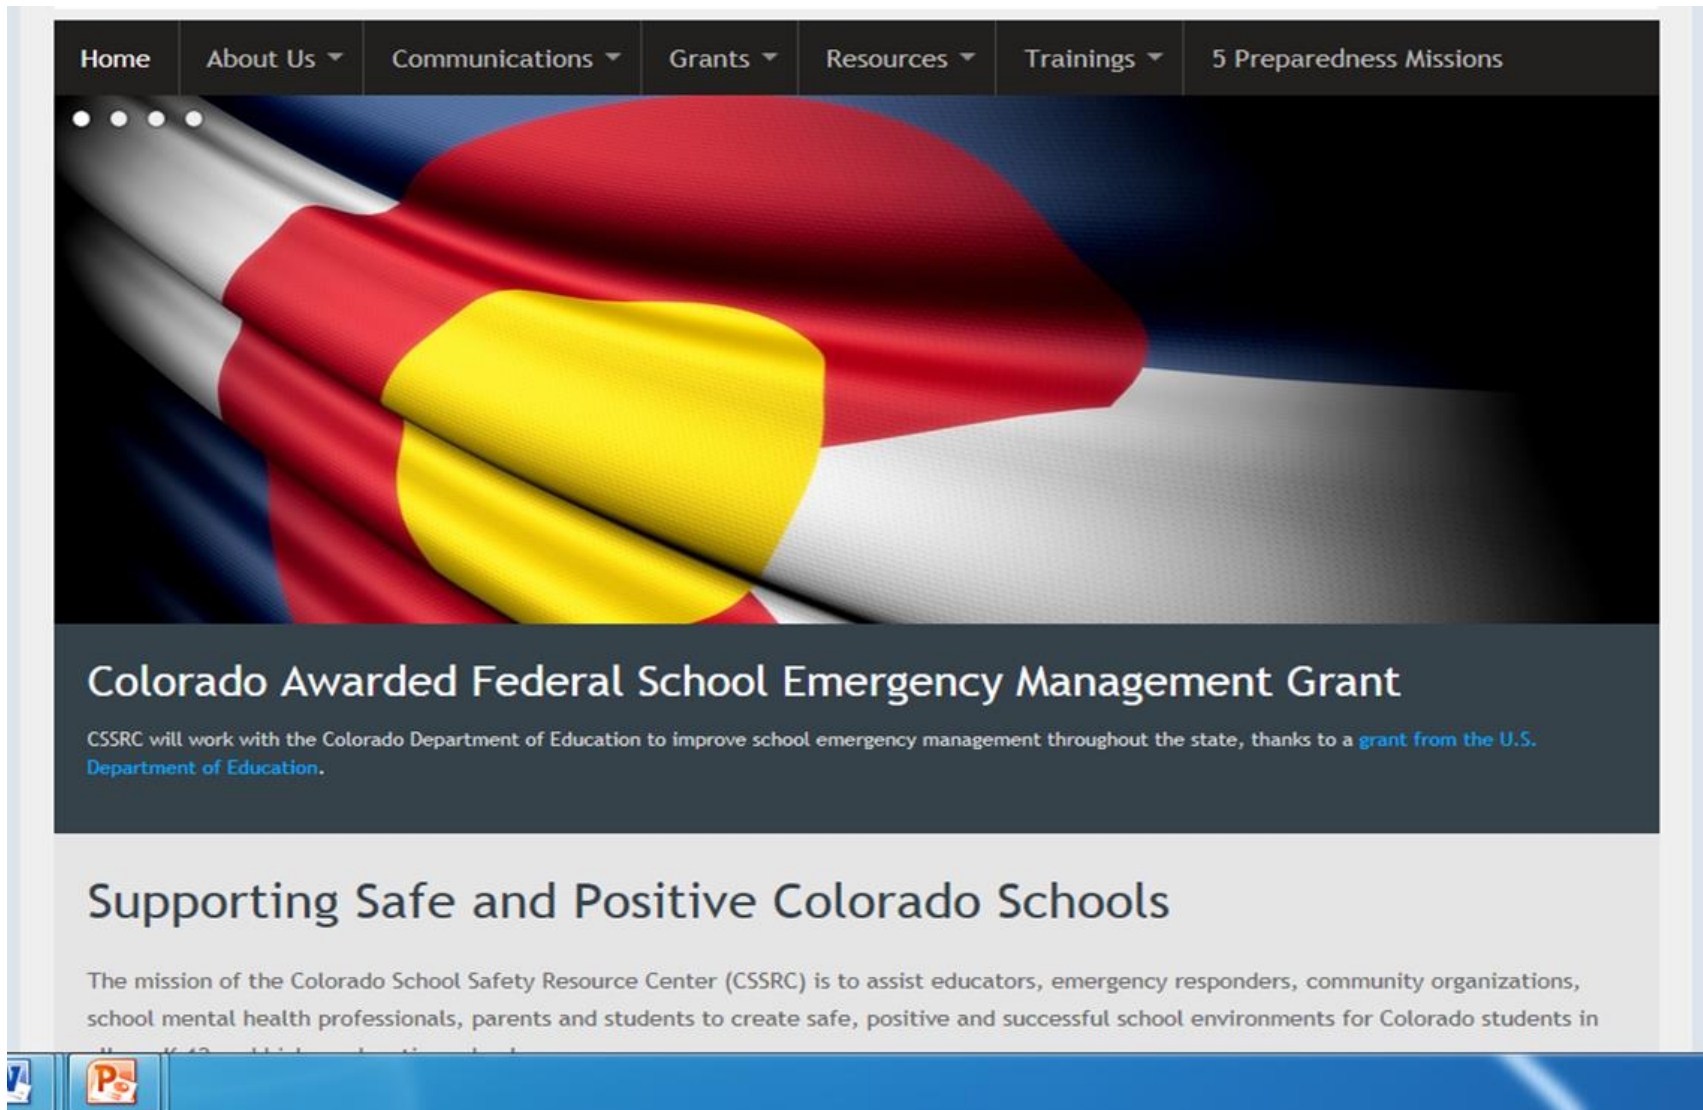 Home About Us Communications Grants Resources Trainings 5 Preparedness Missions
Colorado Awarded Federal School Emergency Management Grant
CSSRC will work with the Colorado Department of Education to improve school emergency management throughout the state, thanks to a grant from the U.S.
Department of Education.
Supporting Safe and Positive Colorado Schools
The mission of the Colorado School Safety Resource Center (CSSRC) is to assist educators, emergency responders, community organizations,
school mental health professionals, parents and students to create safe, positive and successful school environments for Colorado students in